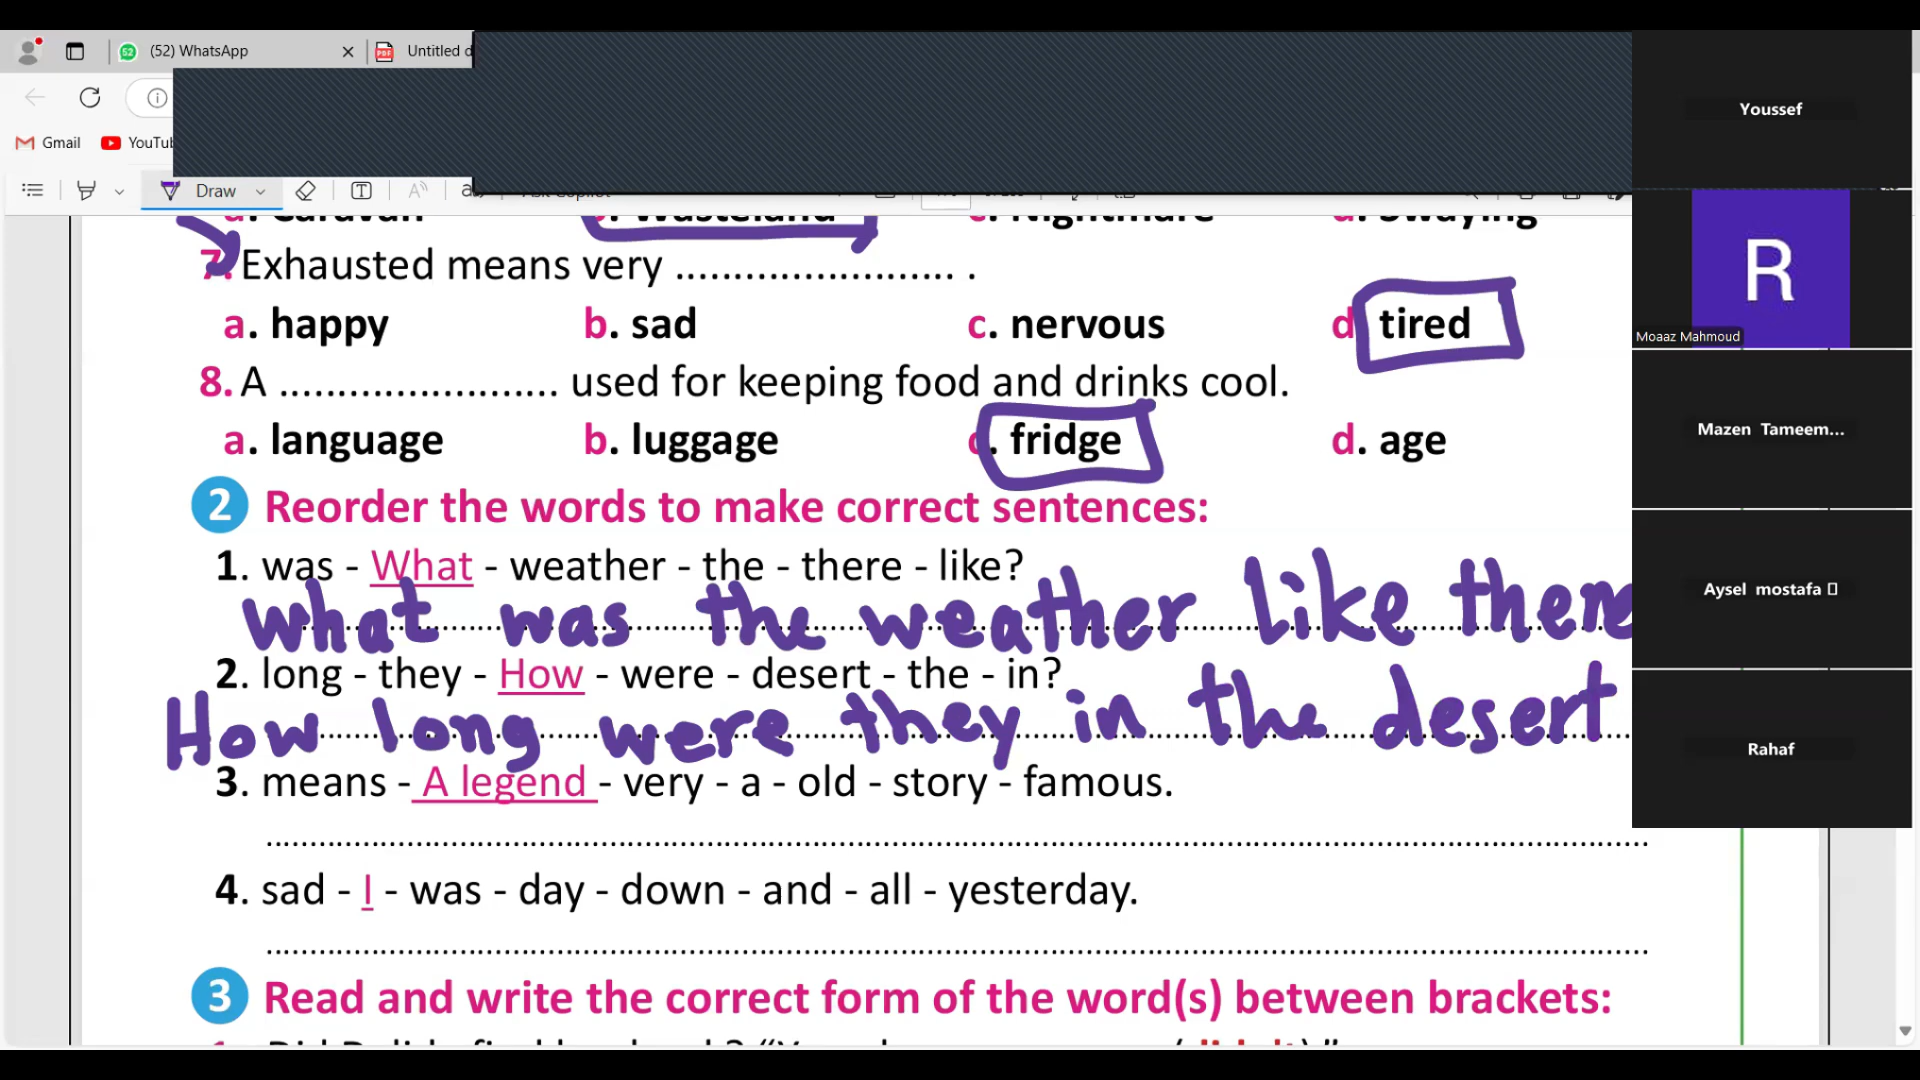 (52) WhatsApp
Untitled d
Gmail
Draw
Youssef
Moaaz Mahmoud
R
Mazen Tameem...
Aysel mostafa
Rahaf
a. Caravan b. Wasteland c. Nightmare d. Swaying
7. Exhausted means very ........................ .
a. happy b. sad c. nervous d tired
8. A ........................ used for keeping food and drinks cool.
a. language b. luggage c. fridge d. age
2 Reorder the words to make correct sentences:
1. was - What - weather - the - there - like?
What was the weather like there
2. long - they - How - were - desert - the - in?
How long were they in the desert
3. means - A legend - very - a - old - story - famous.
4. sad - I - was - day - down - and - all - yesterday.
3 Read and write the correct form of the word(s) between brackets: